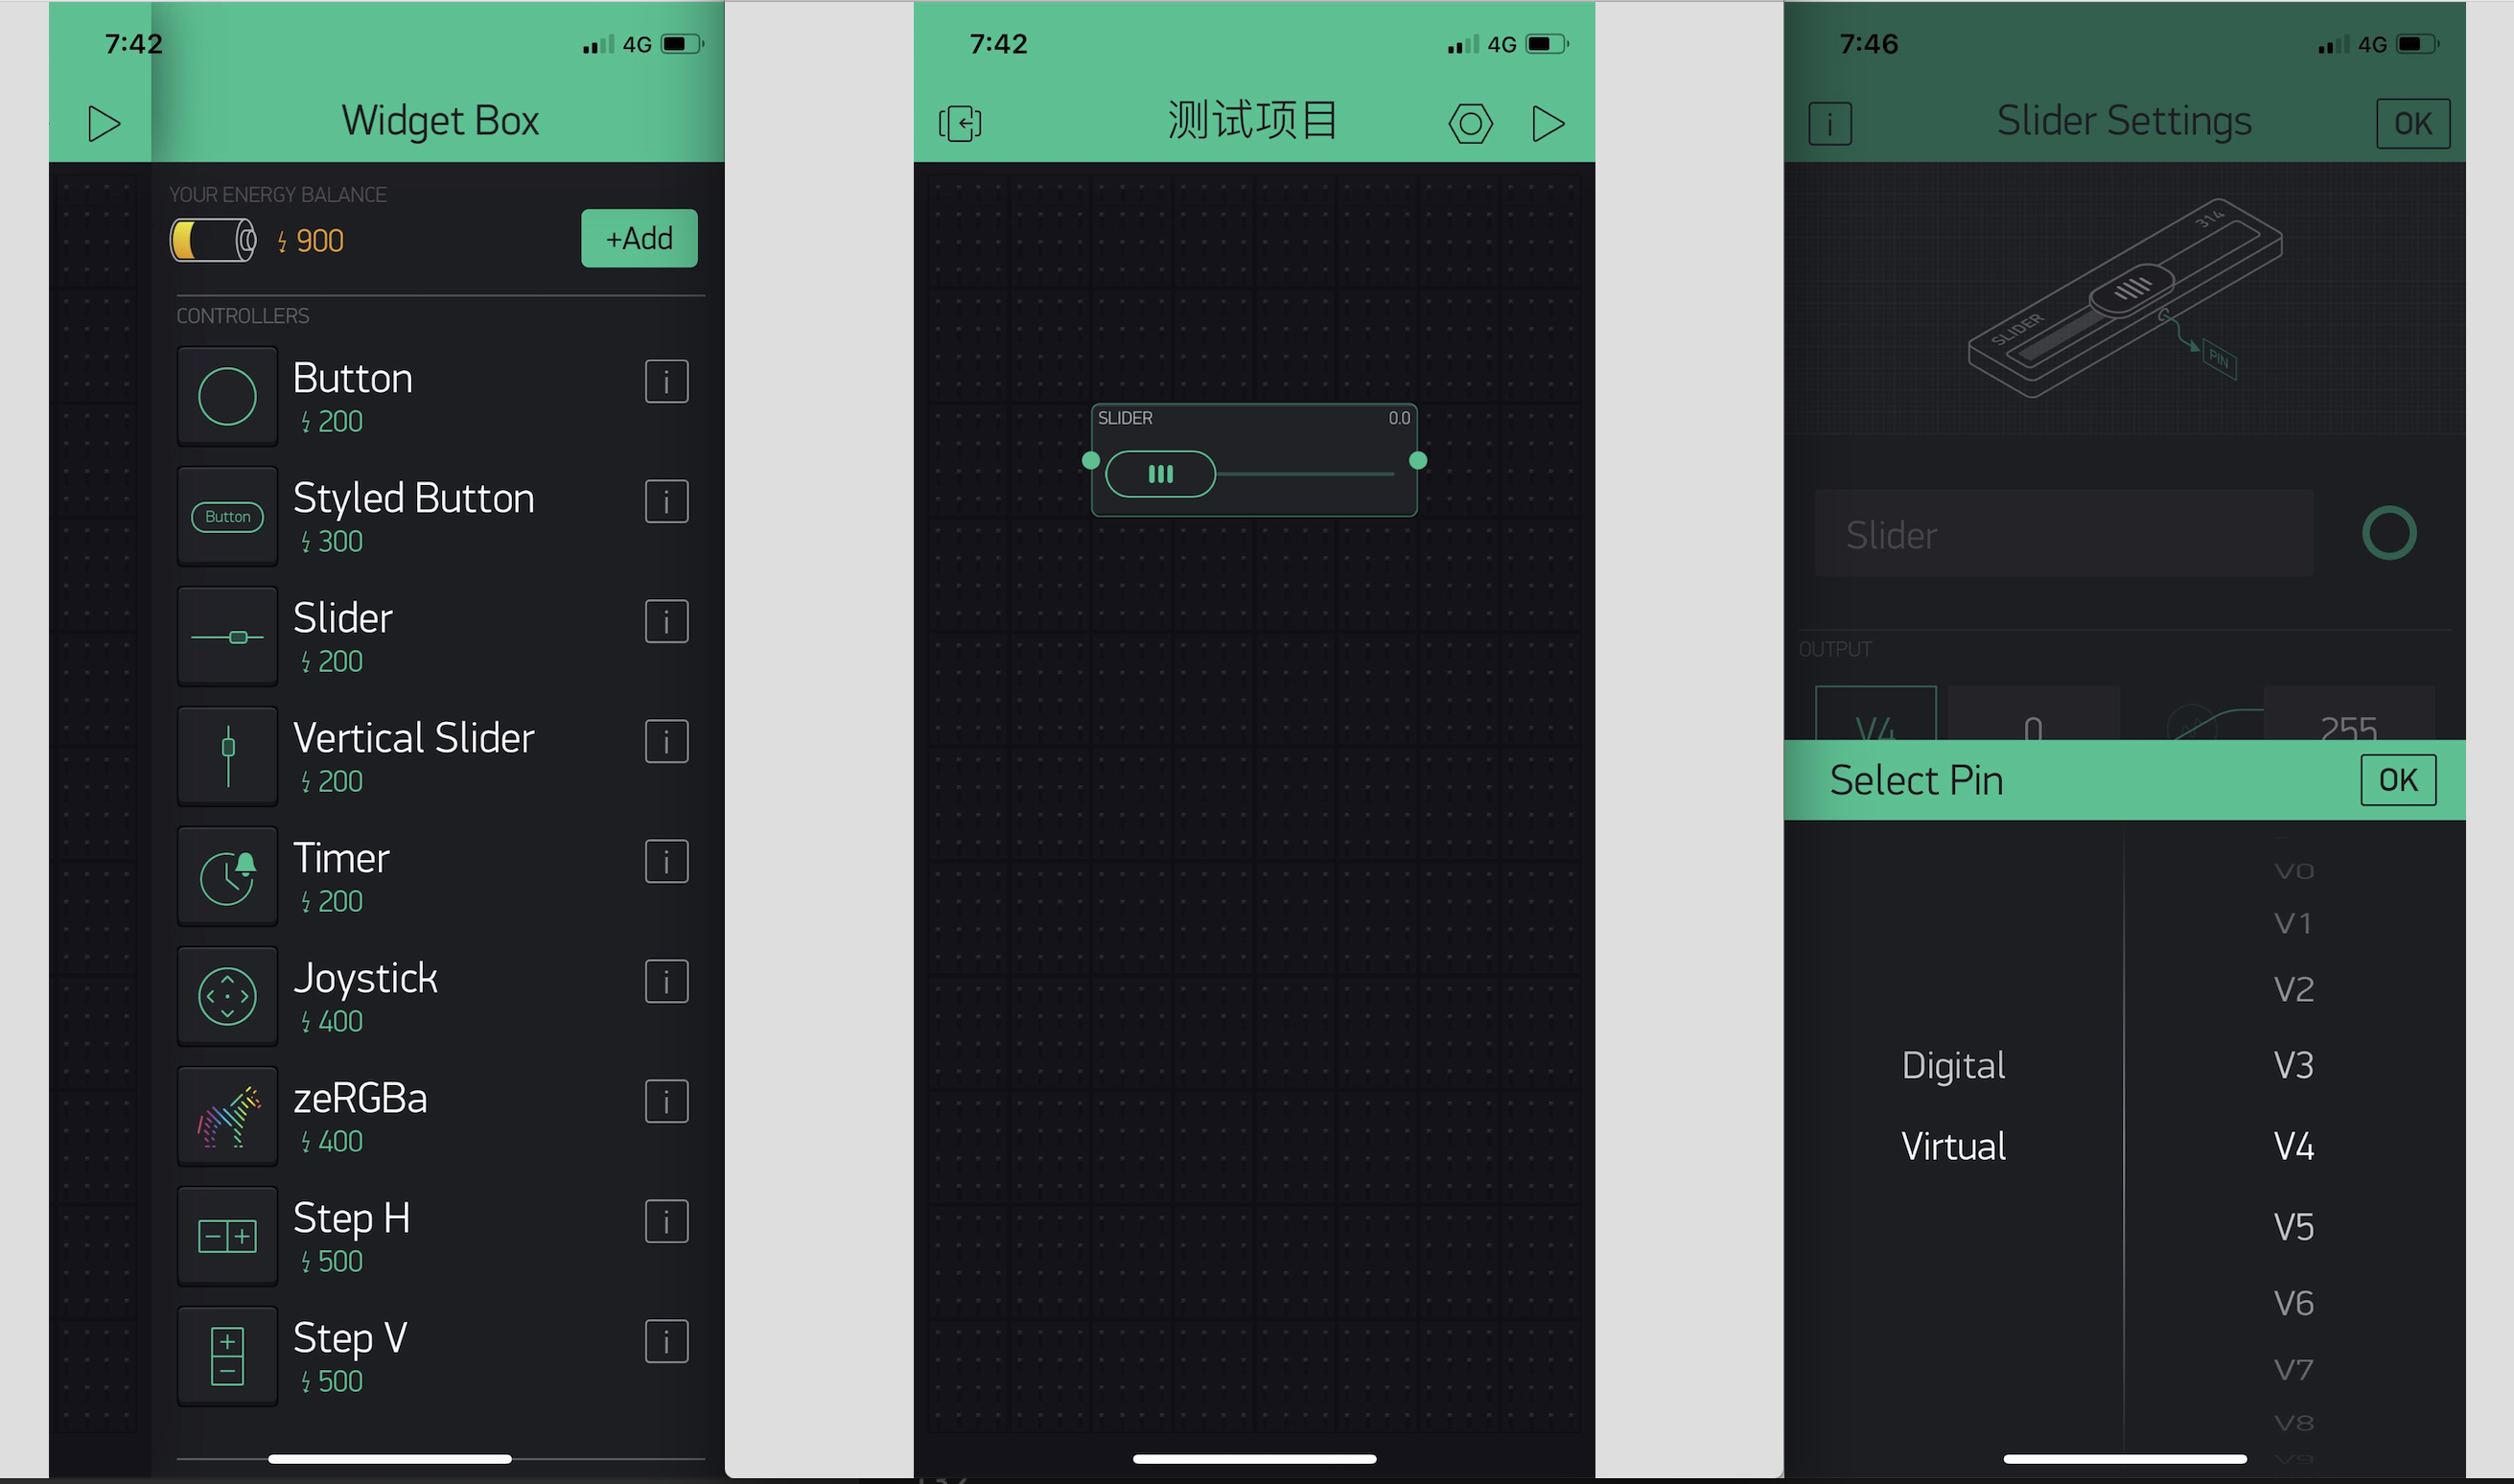 7:42
4G
Widget Box
YOUR ENERGY BALANCE
900
+Add
CONTROLLERS
Button
200
i
Button
Styled Button
300
i
Slider
200
i
Vertical Slider
200
i
Timer
200
i
Joystick
400
i
zeRGBa
400
i
Step H
500
i
Step V
500
i
7:42
4G
测试项目
SLIDER
0.0
7:46
4G
i
Slider Settings
OK
314
SLIDER
PIN
Slider
OUTPUT
V4
0
255
Select Pin
OK
Digital
Virtual
V0
V1
V2
V3
V4
V5
V6
V7
V8
V9